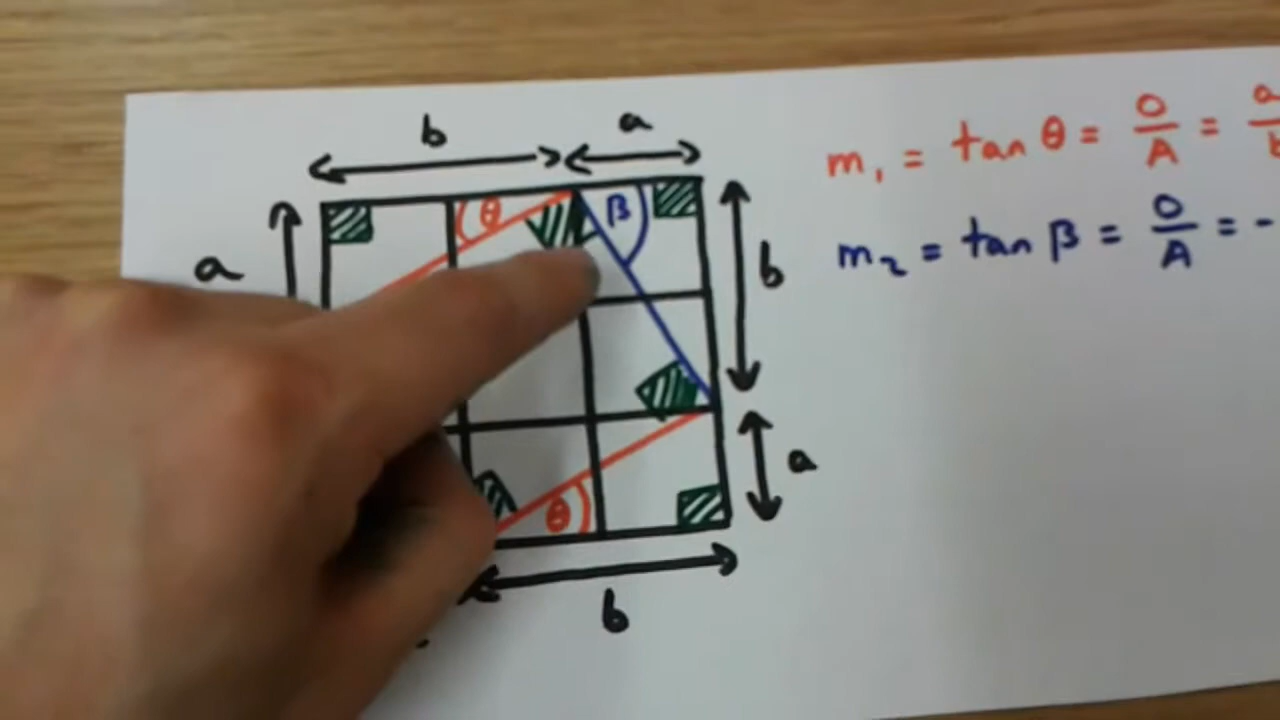 b a
m₁ = tan θ = O/A = a/b
θ β
a b
m₂ = tan β = O/A = -
a
θ
b